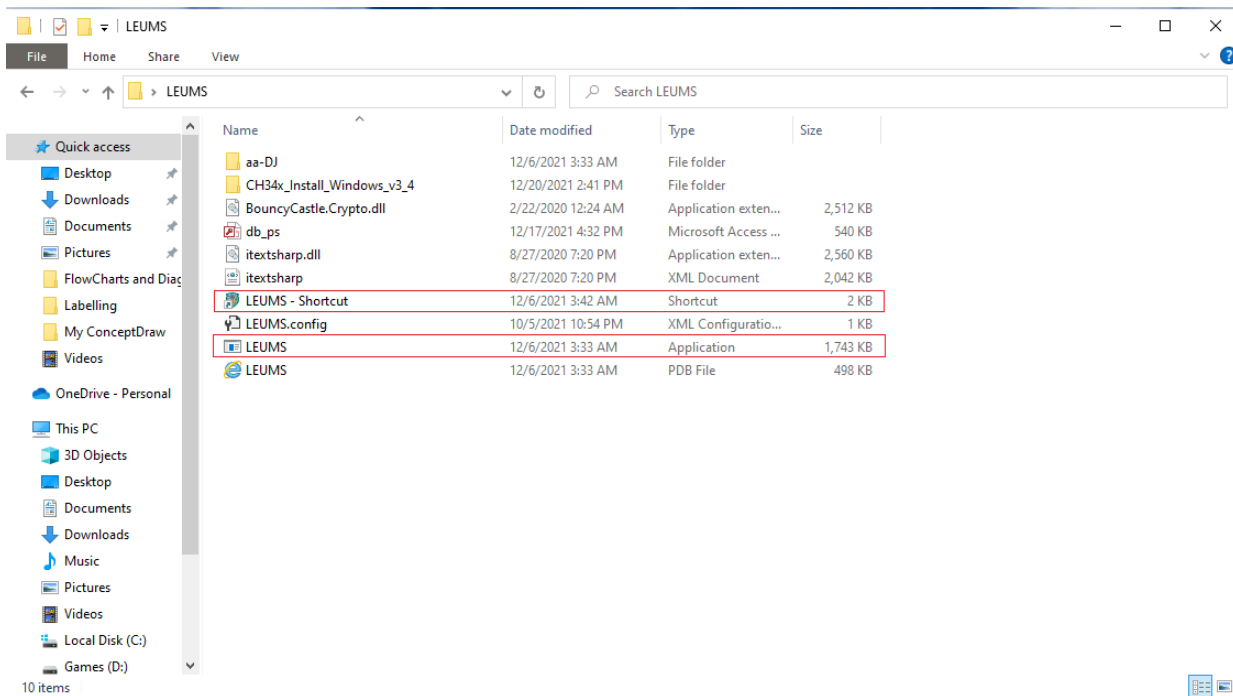 LEUMS
File Home Share View
LEUMS Search LEUMS
Name Date modified Type Size
Quick access
Desktop
Downloads
Documents
Pictures
FlowCharts and Diag
Labelling
My ConceptDraw
Videos
OneDrive - Personal
This PC
3D Objects
Desktop
Documents
Downloads
Music
Pictures
Videos
Local Disk (C:)
Games (D:)
aa-DJ 12/6/2021 3:33 AM File folder
CH34x_Install_Windows_v3_4 12/20/2021 2:41 PM File folder
BouncyCastle.Crypto.dll 2/22/2020 12:24 AM Application exten... 2,512 KB
db_ps 12/17/2021 4:32 PM Microsoft Access ... 540 KB
itextsharp.dll 8/27/2020 7:20 PM Application exten... 2,560 KB
itextsharp 8/27/2020 7:20 PM XML Document 2,042 KB
LEUMS - Shortcut 12/6/2021 3:42 AM Shortcut 2 KB
LEUMS.config 10/5/2021 10:54 PM XML Configuratio... 1 KB
LEUMS 12/6/2021 3:33 AM Application 1,743 KB
LEUMS 12/6/2021 3:33 AM PDB File 498 KB
10 items